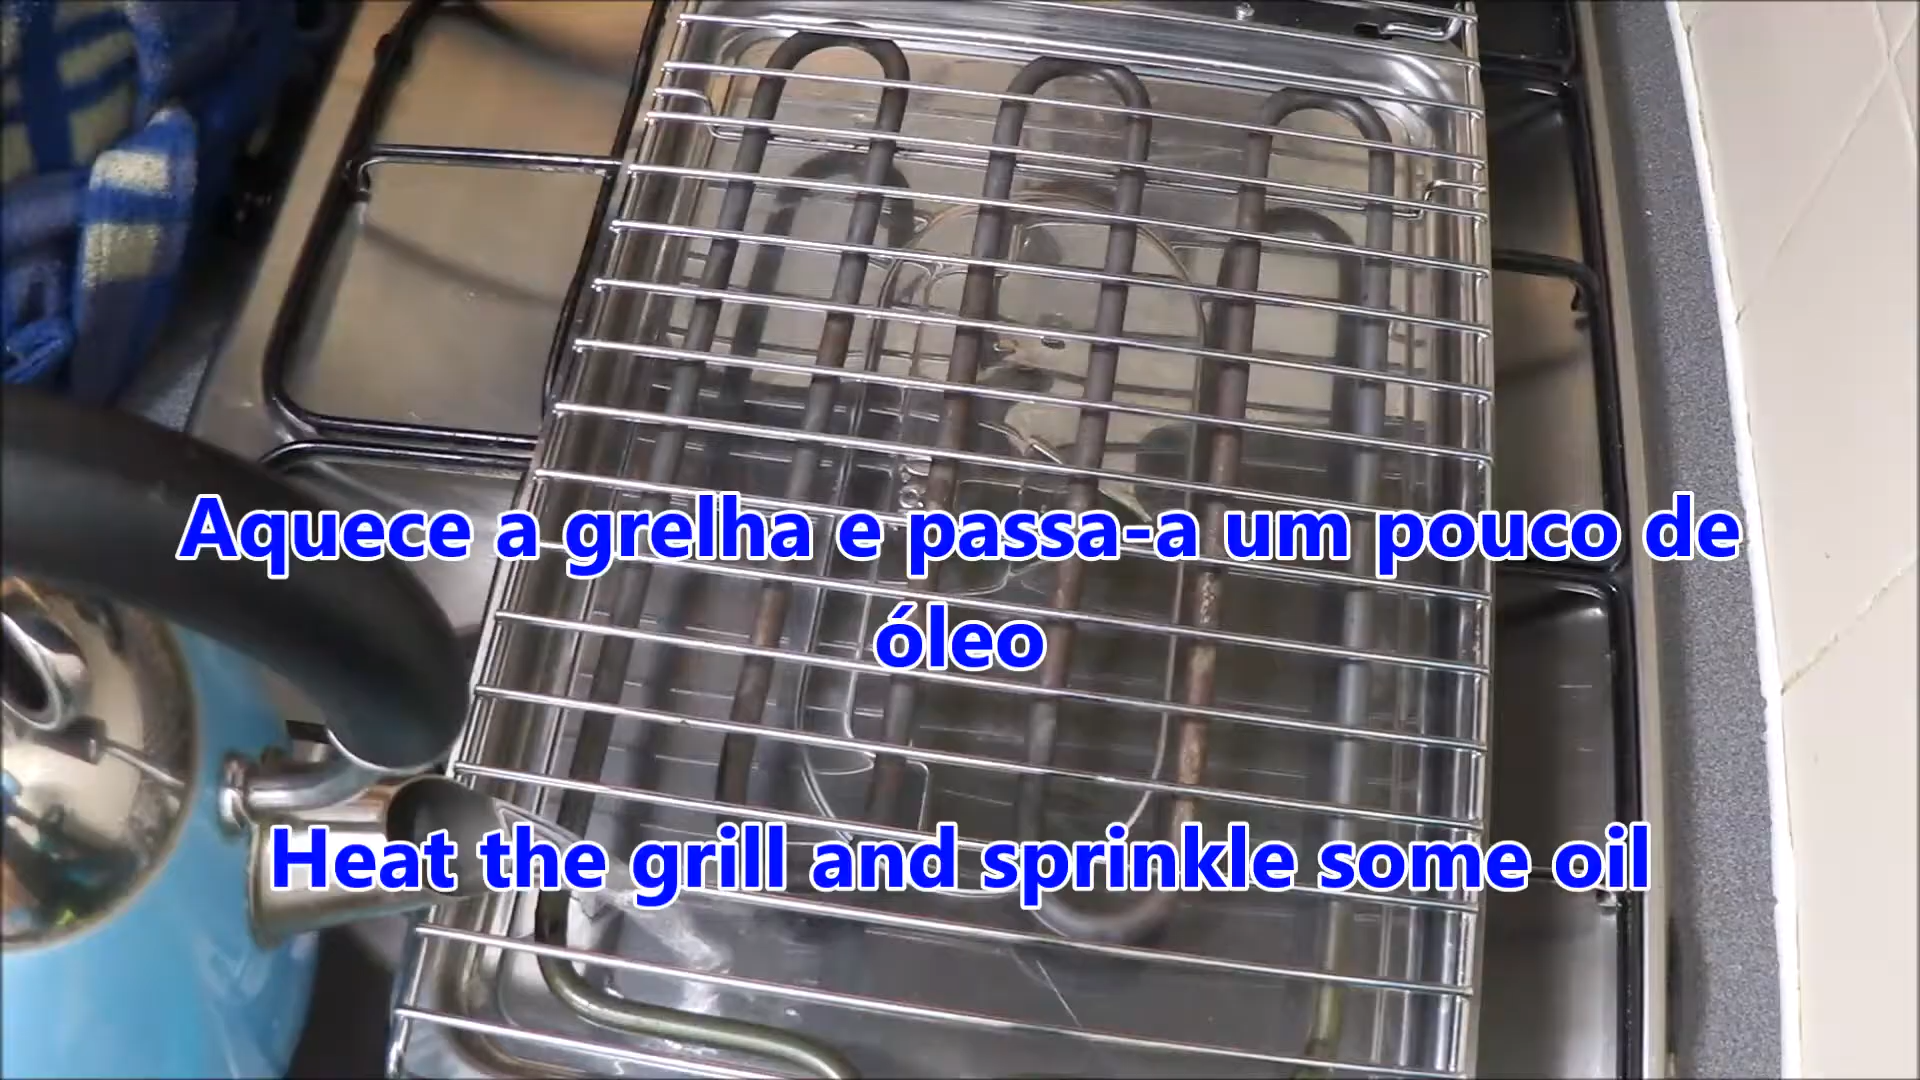 Aquece a grelha e passa-a um pouco de
óleo
Heat the grill and sprinkle some oil